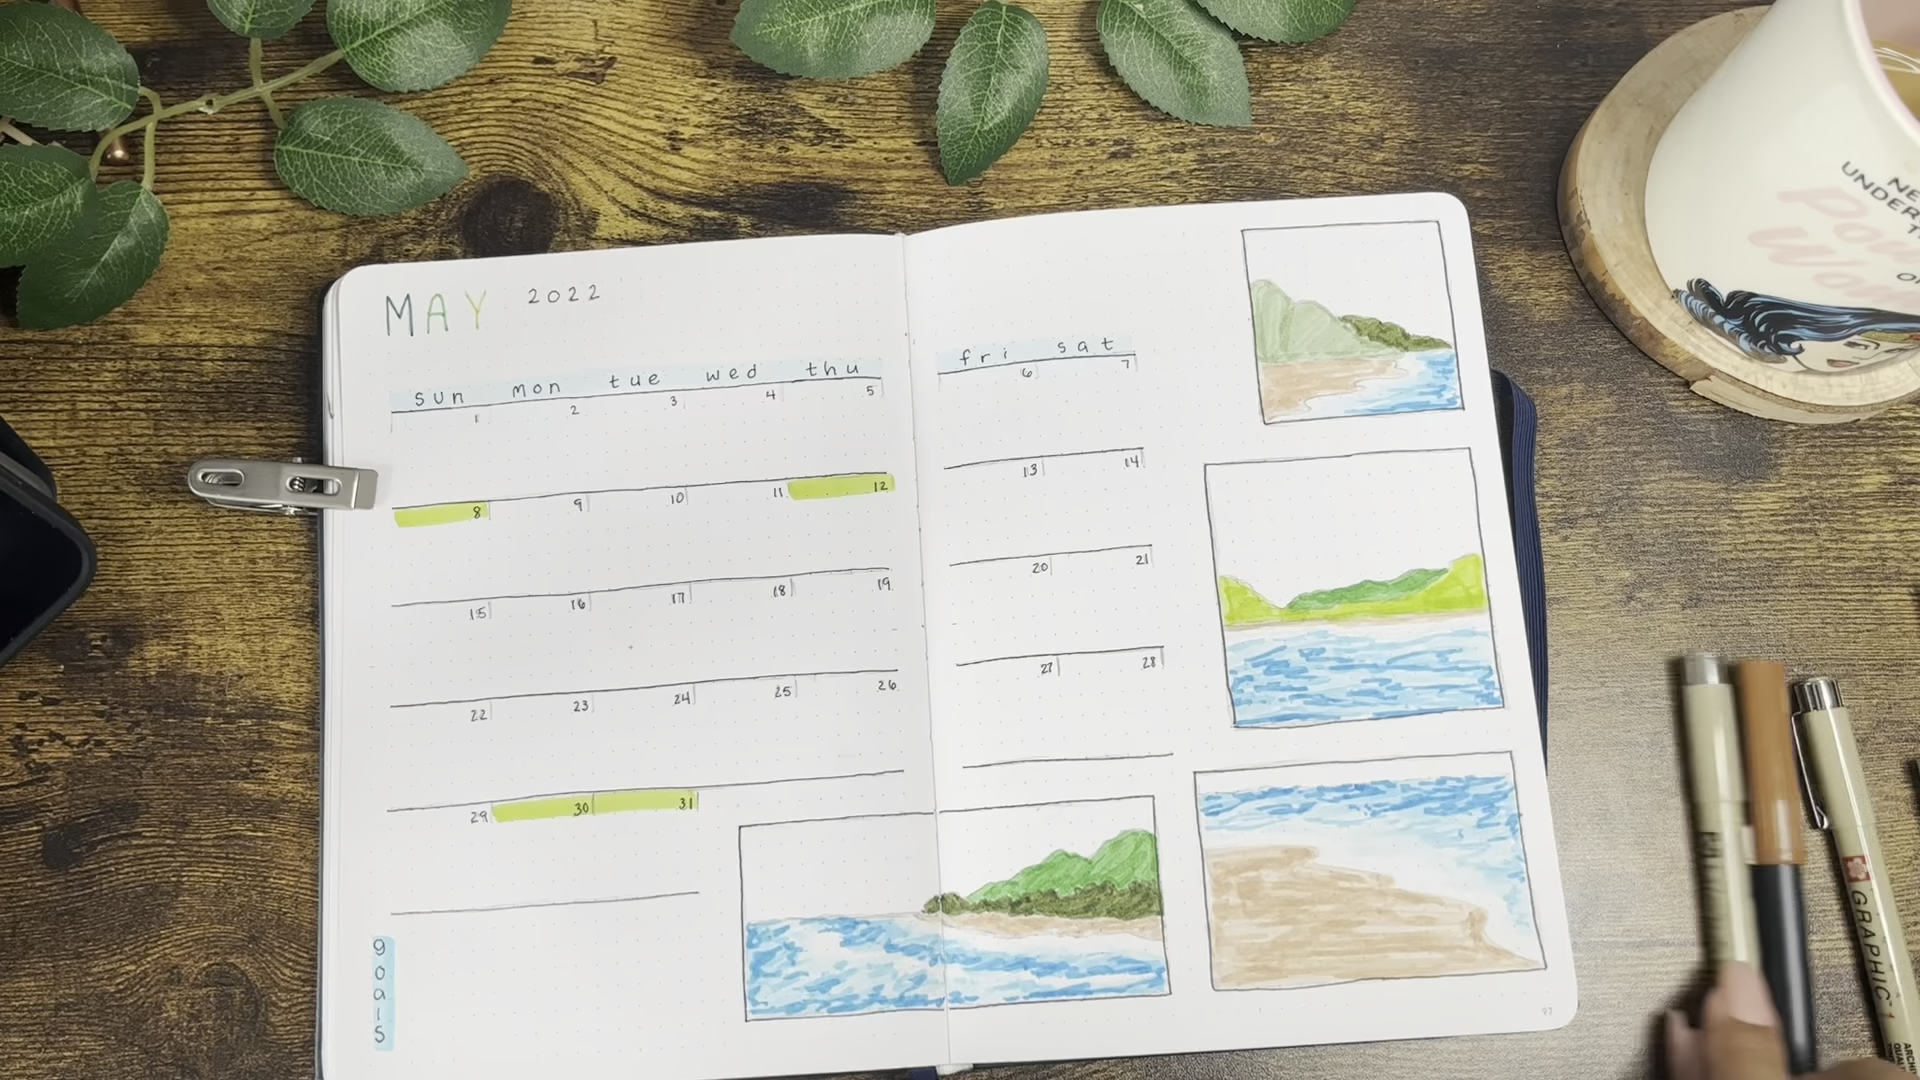 MAY 2022
sun mon tue wed thu fri sat
1 2 3 4 5 6 7
8 9 10 11 12 13 14
15 16 17 18 19 20 21
22 23 24 25 26 27 28
29 30 31
goals
97
GRAPHIC 1